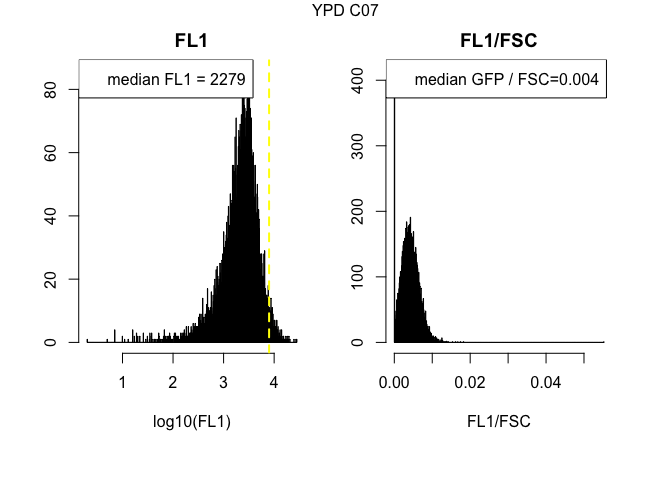 YPD C07
FL1
median FL1 = 2279
80
60
40
20
0
1 2 3 4
log10(FL1)
FL1/FSC
median GFP / FSC=0.004
400
300
200
100
0
0.00 0.02 0.04
FL1/FSC